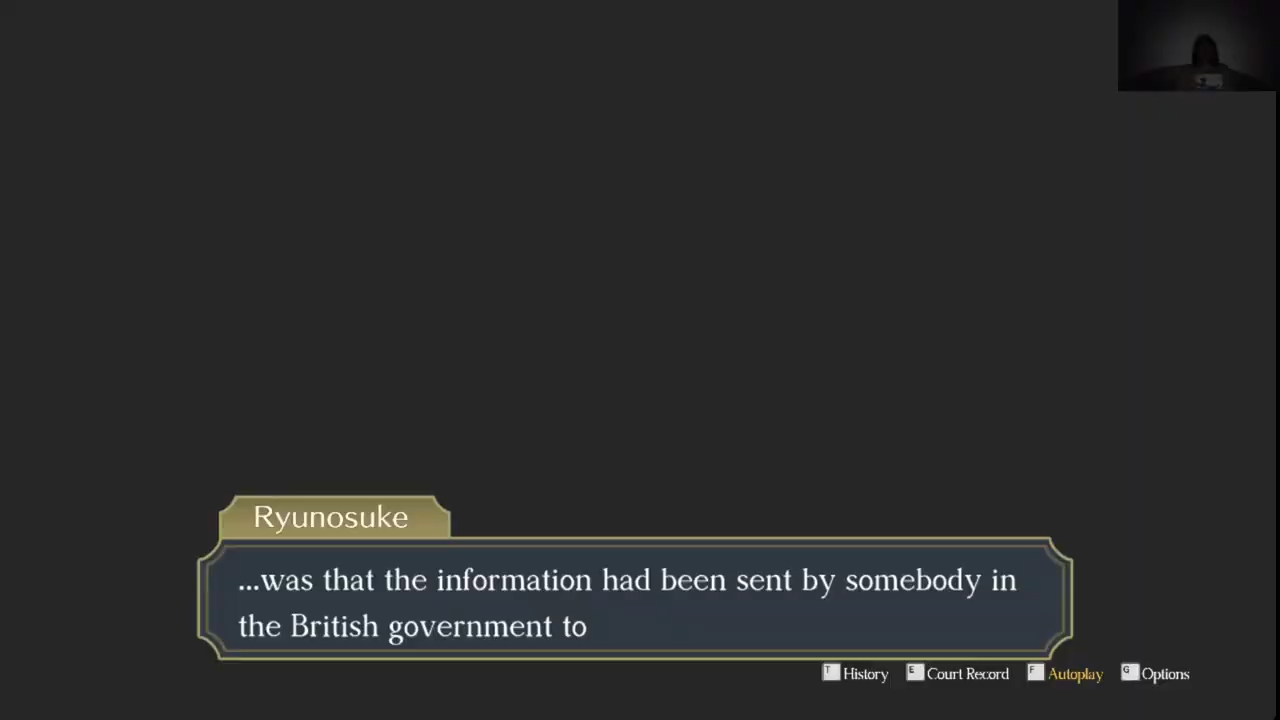 Ryunosuke
...was that the information had been sent by somebody in
the British government to
T History E Court Record F Autoplay G Options